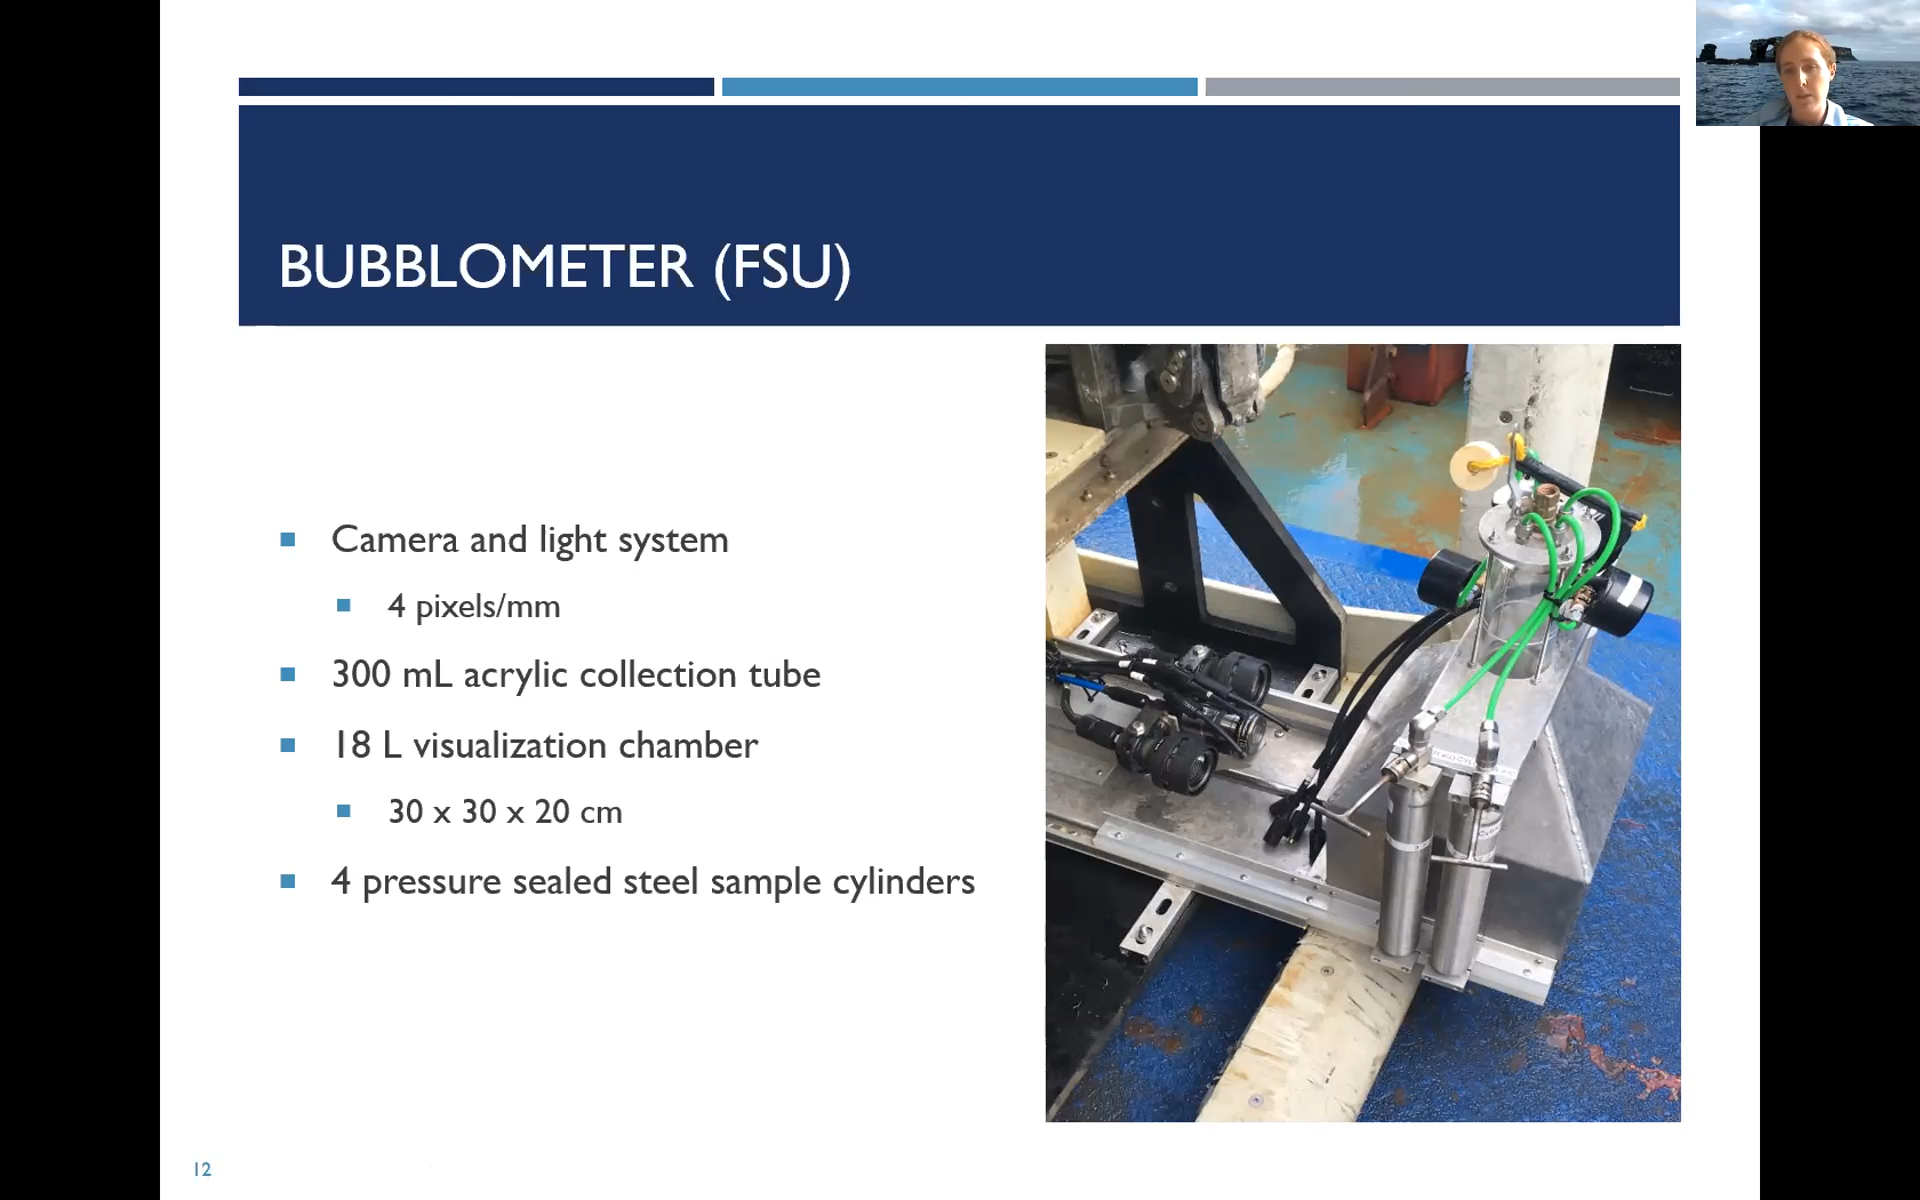 BUBBLOMETER (FSU)
Camera and light system
4 pixels/mm
300 mL acrylic collection tube
18 L visualization chamber
30 x 30 x 20 cm
4 pressure sealed steel sample cylinders
12